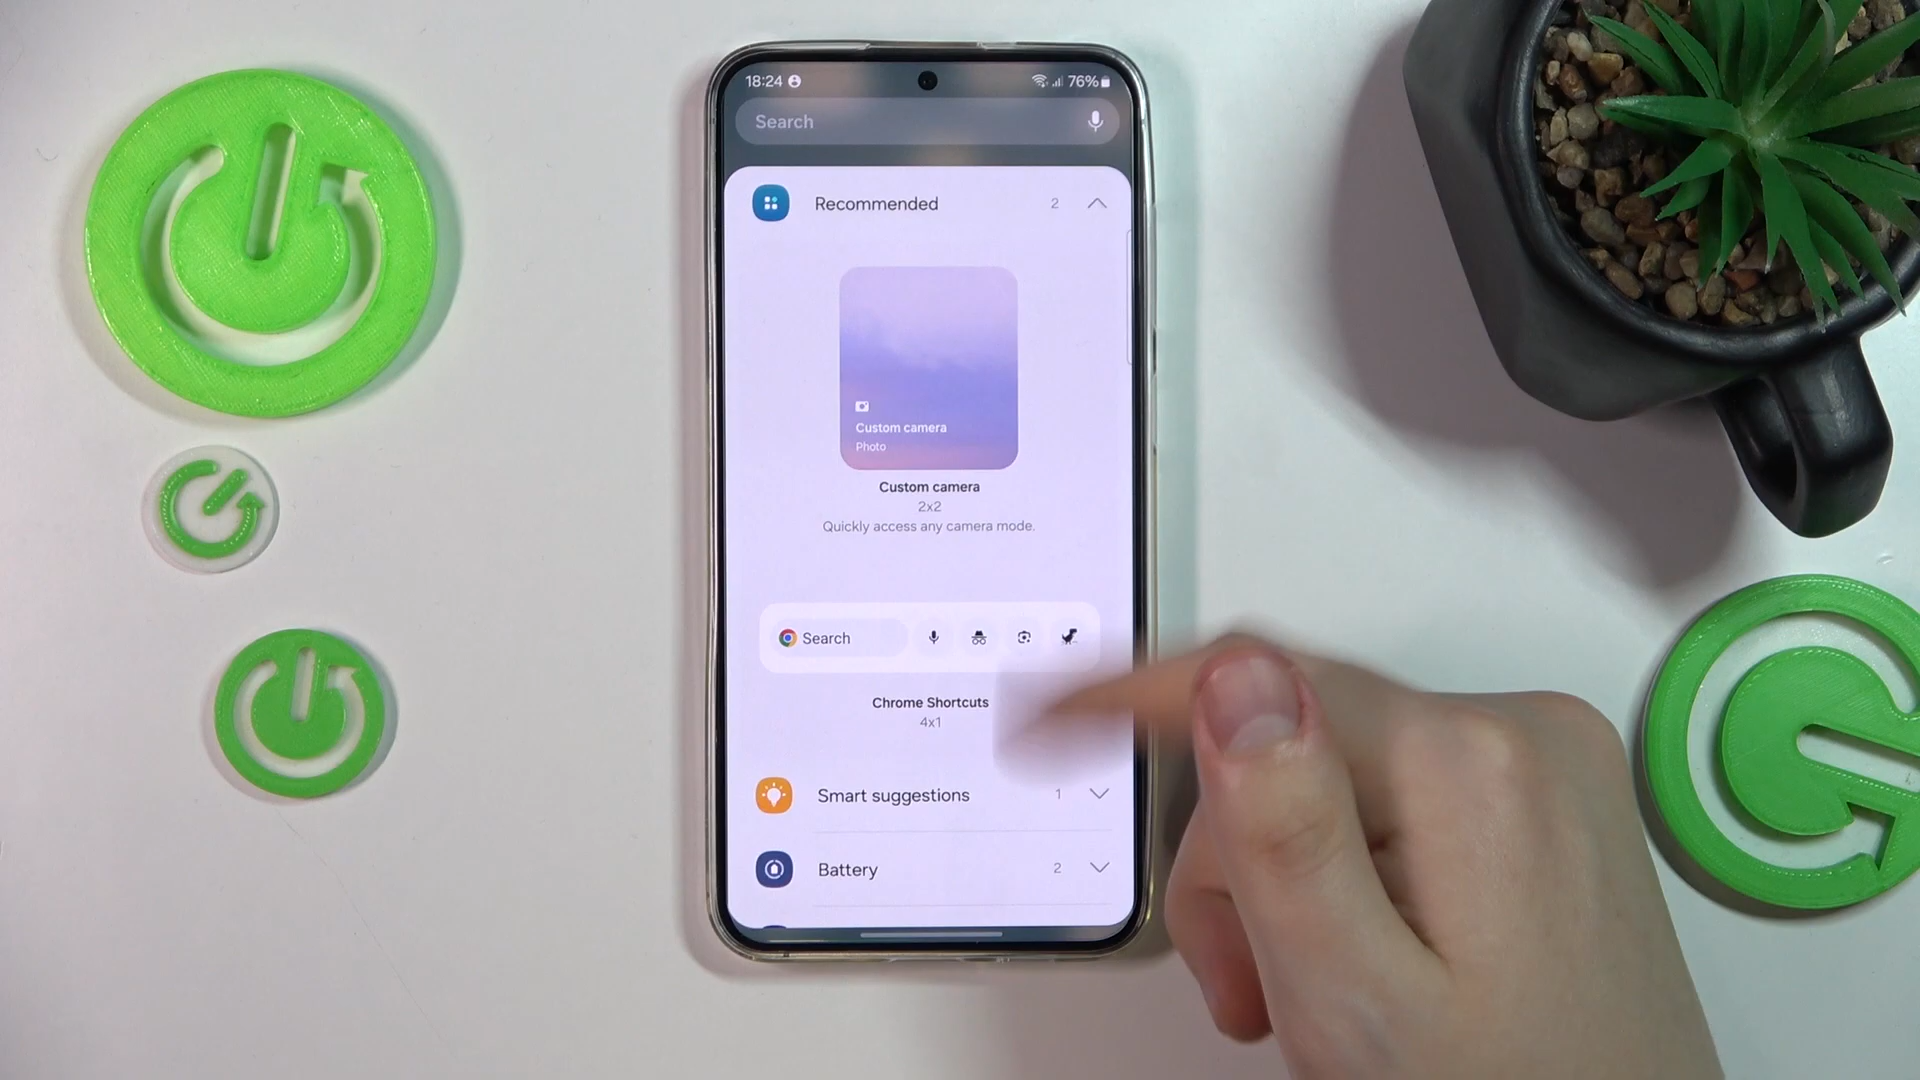 18:24
76%
Search
Recommended 2
Custom camera
Photo
Custom camera
2x2
Quickly access any camera mode.
Search
Chrome Shortcuts
4x1
Smart suggestions 1
Battery 2